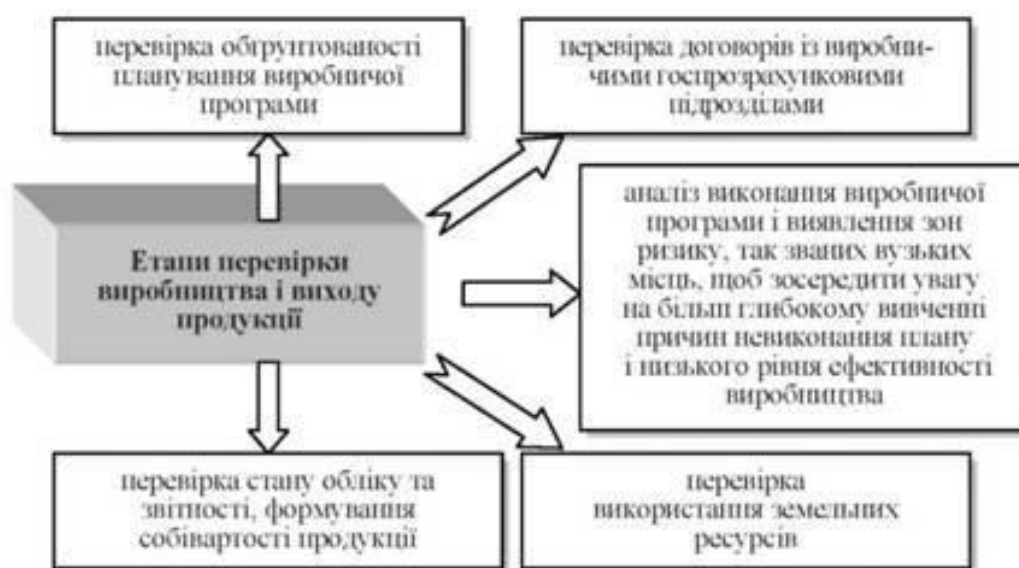 перевірка обґрунтованості
планування виробничої
програми
перевірка договорів із виробни-
чими госпрозрахунковими
підрозділами
Етапи перевірки
виробництва і виходу
продукції
аналіз виконання виробничої
програми і виявлення зон
ризику, так званих вузьких
місць, щоб зосередити увагу
на більш глибокому вивченні
причин невиконання плану
і низького рівня ефективності
виробництва
перевірка стану обліку та
звітності, формування
собівартості продукції
перевірка
використання земельних
ресурсів